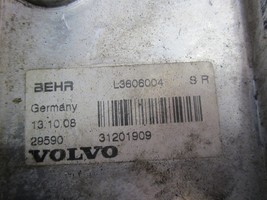 BEHR L3606004 S R
Germany
13.10.08
29590 31201909
VOLVO